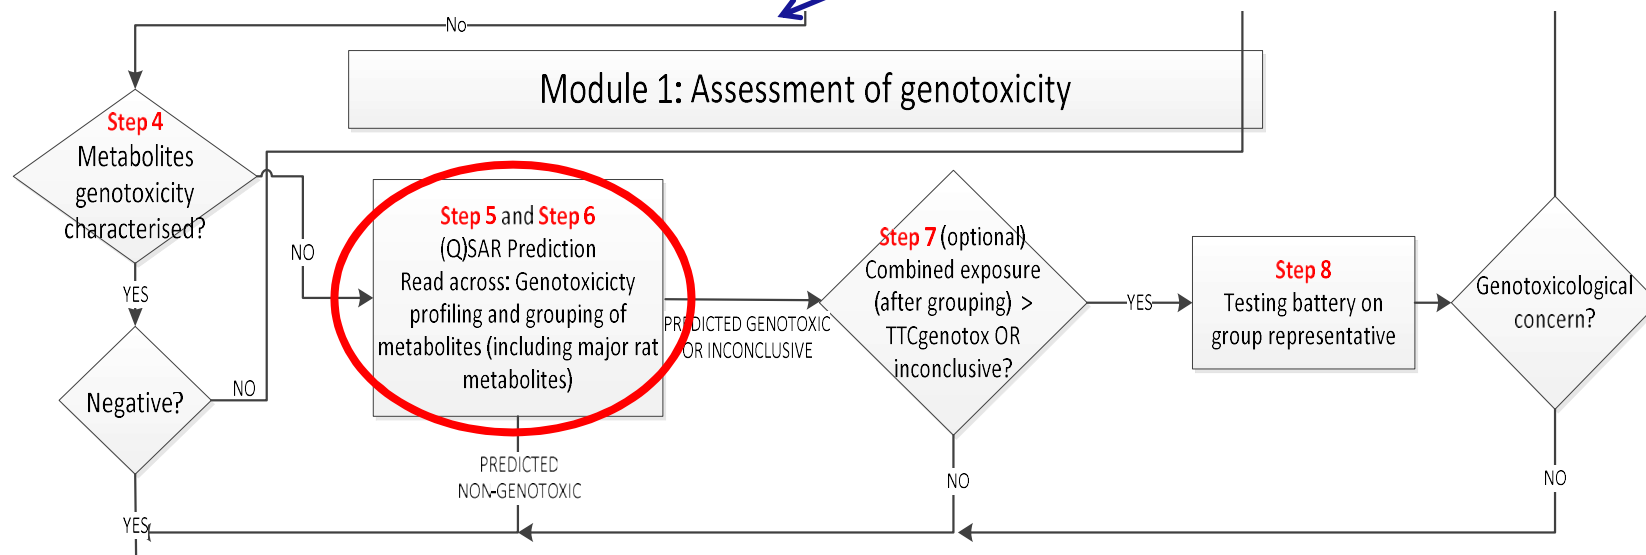 No
Module 1: Assessment of genotoxicity
Step 4
Metabolites
genotoxicity
characterised?
NO
YES
Negative?
NO
YES
Step 5 and Step 6
(Q)SAR Prediction
Read across: Genotoxicicty
profiling and grouping of
metabolites (including major rat
metabolites)
PREDICTED GENOTOXIC
OR INCONCLUSIVE
PREDICTED
NON-GENOTOXIC
Step 7 (optional)
Combined exposure
(after grouping) >
TTCgenotox OR
inconclusive?
YES
NO
Step 8
Testing battery on
group representative
Genotoxicological
concern?
NO